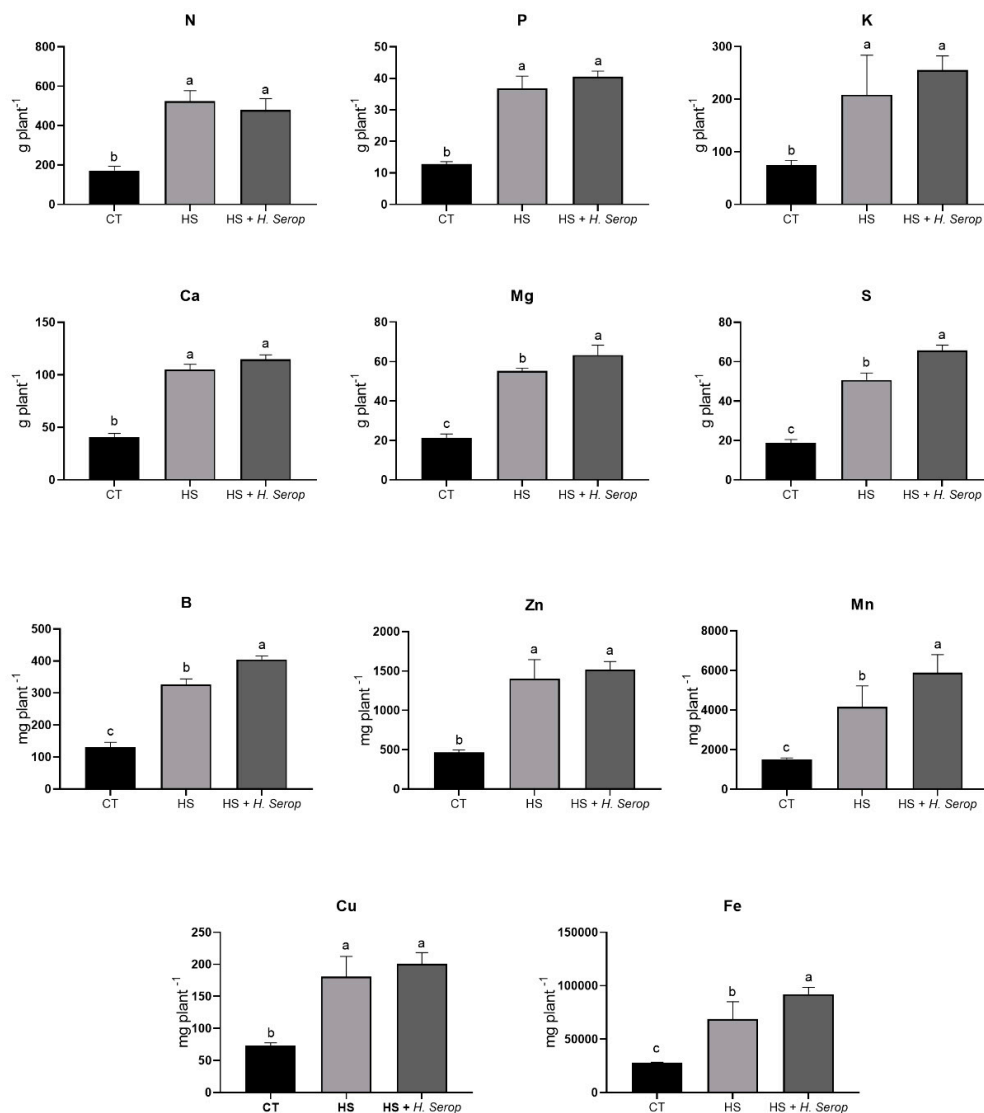 N
P
K
800
600
400
200
0
g plant-1
b
a
a
CT
HS
HS + H. Serop
50
40
30
20
10
0
g plant-1
b
a
a
CT
HS
HS + H. Serop
300
200
100
0
g plant-1
b
a
a
CT
HS
HS + H. Serop
Ca
Mg
S
150
100
50
0
g plant-1
b
a
a
CT
HS
HS + H. Serop
80
60
40
20
0
g plant-1
c
b
a
CT
HS
HS + H. Serop
80
60
40
20
0
g plant-1
c
b
a
CT
HS
HS + H. Serop
B
Zn
Mn
500
400
300
200
100
0
mg plant -1
c
b
a
CT
HS
HS + H. Serop
2000
1500
1000
500
0
mg plant -1
b
a
a
CT
HS
HS + H. Serop
8000
6000
4000
2000
0
mg plant -1
c
b
a
CT
HS
HS + H. Serop
Cu
Fe
250
200
150
100
50
0
mg plant -1
b
a
a
CT
HS
HS + H. Serop
150000
100000
50000
0
mg plant -1
c
b
a
CT
HS
HS + H. Serop